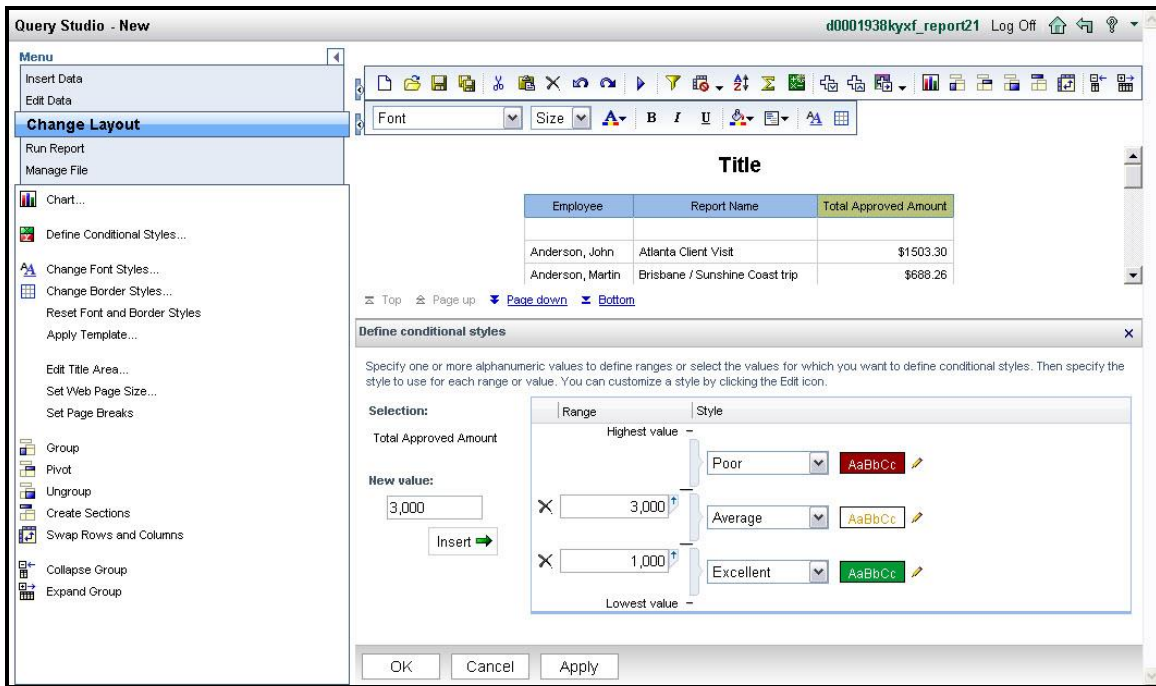 Query Studio - New
d0001938kyxf_report21 Log Off
Menu
Insert Data
Edit Data
Change Layout
Run Report
Manage File
Chart...
Define Conditional Styles...
Change Font Styles...
Change Border Styles...
Reset Font and Border Styles
Apply Template...
Edit Title Area...
Set Web Page Size...
Set Page Breaks
Group
Pivot
Ungroup
Create Sections
Swap Rows and Columns
Collapse Group
Expand Group
Font Size A B I U
Title
Employee Report Name Total Approved Amount
Anderson, John Atlanta Client Visit $1503.30
Anderson, Martin Brisbane / Sunshine Coast trip $688.26
Top Page up Page down Bottom
Define conditional styles
Specify one or more alphanumeric values to define ranges or select the values for which you want to define conditional styles. Then specify the
style to use for each range or value. You can customize a style by clicking the Edit icon.
Selection:
Total Approved Amount
New value:
3,000
Insert
Range Style
Highest value
Poor AaBbCc
3,000
Average AaBbCc
1,000
Excellent AaBbCc
Lowest value
OK Cancel Apply